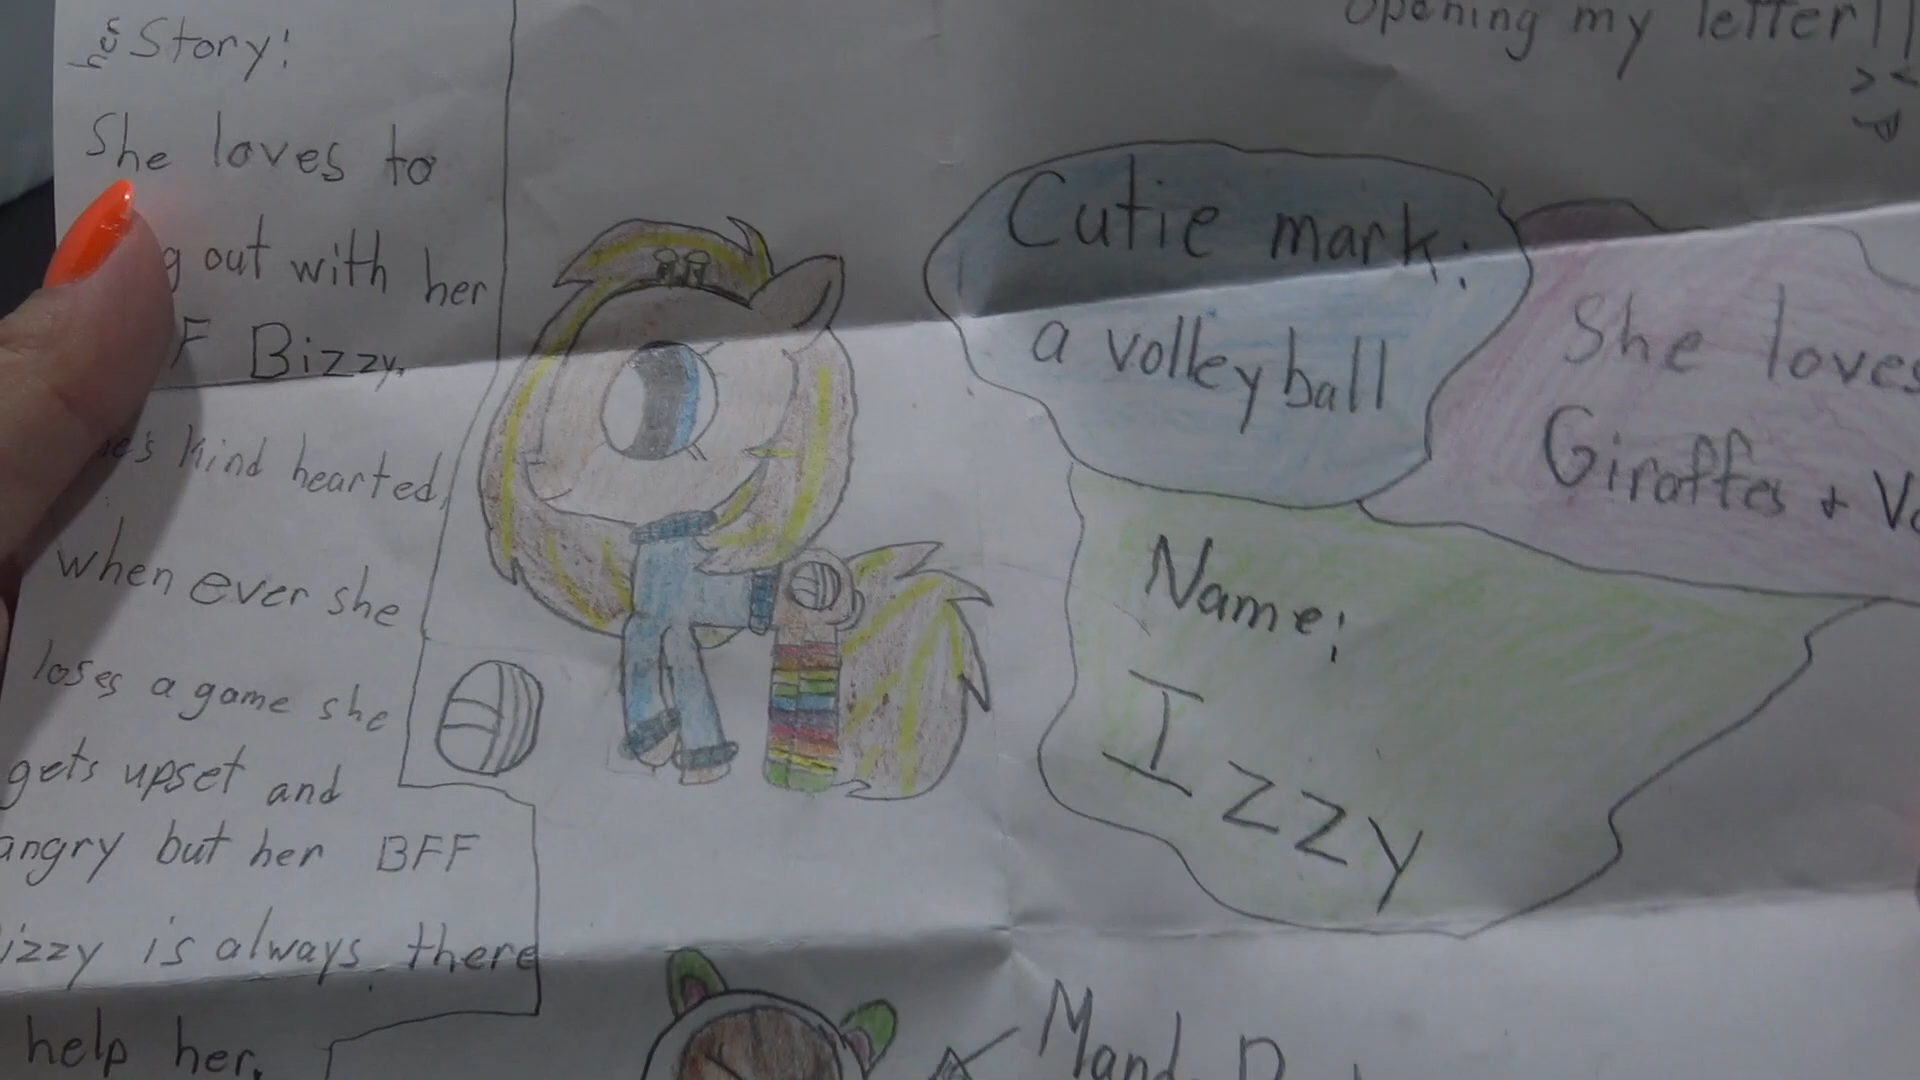 her Story:
She loves to
out with her
Bizzy,
kind hearted,
when ever she
loses a game she
gets upset and
angry but her BFF
is always there
help her.
opening my letter!!
Cutie mark:
a volleyball
She loves
Giraffes +
Name:
Izzy